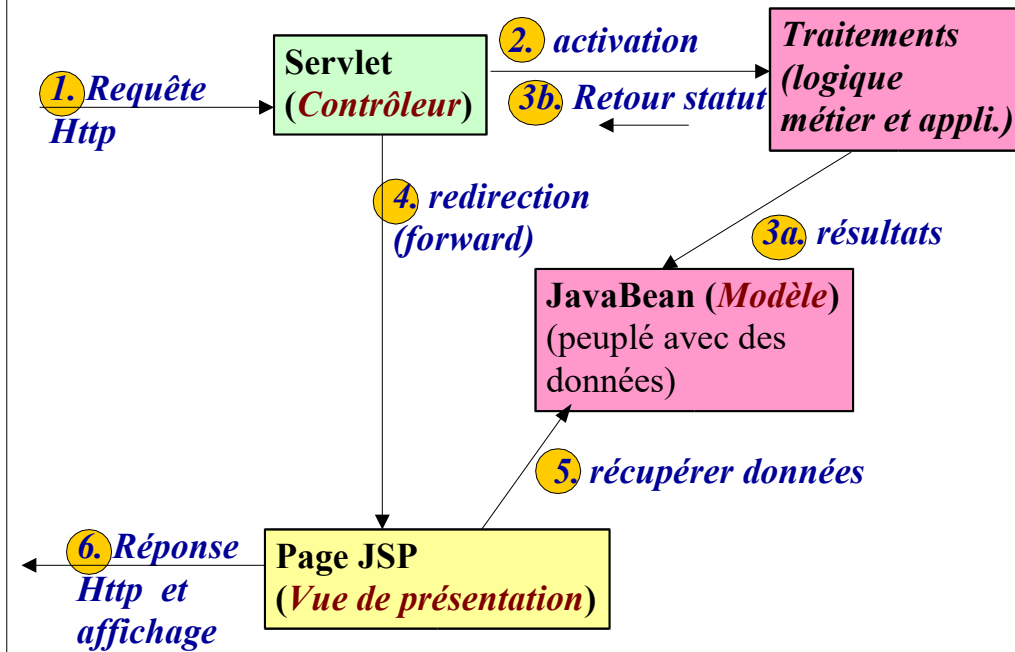 1. Requête
Http
Servlet
(Contrôleur)
2. activation
3b. Retour statut
Traitements
(logique
métier et appli.)
4. redirection
(forward)
3a. résultats
JavaBean (Modèle)
(peuplé avec des
données)
5. récupérer données
6. Réponse
Http et
affichage
Page JSP
(Vue de présentation)